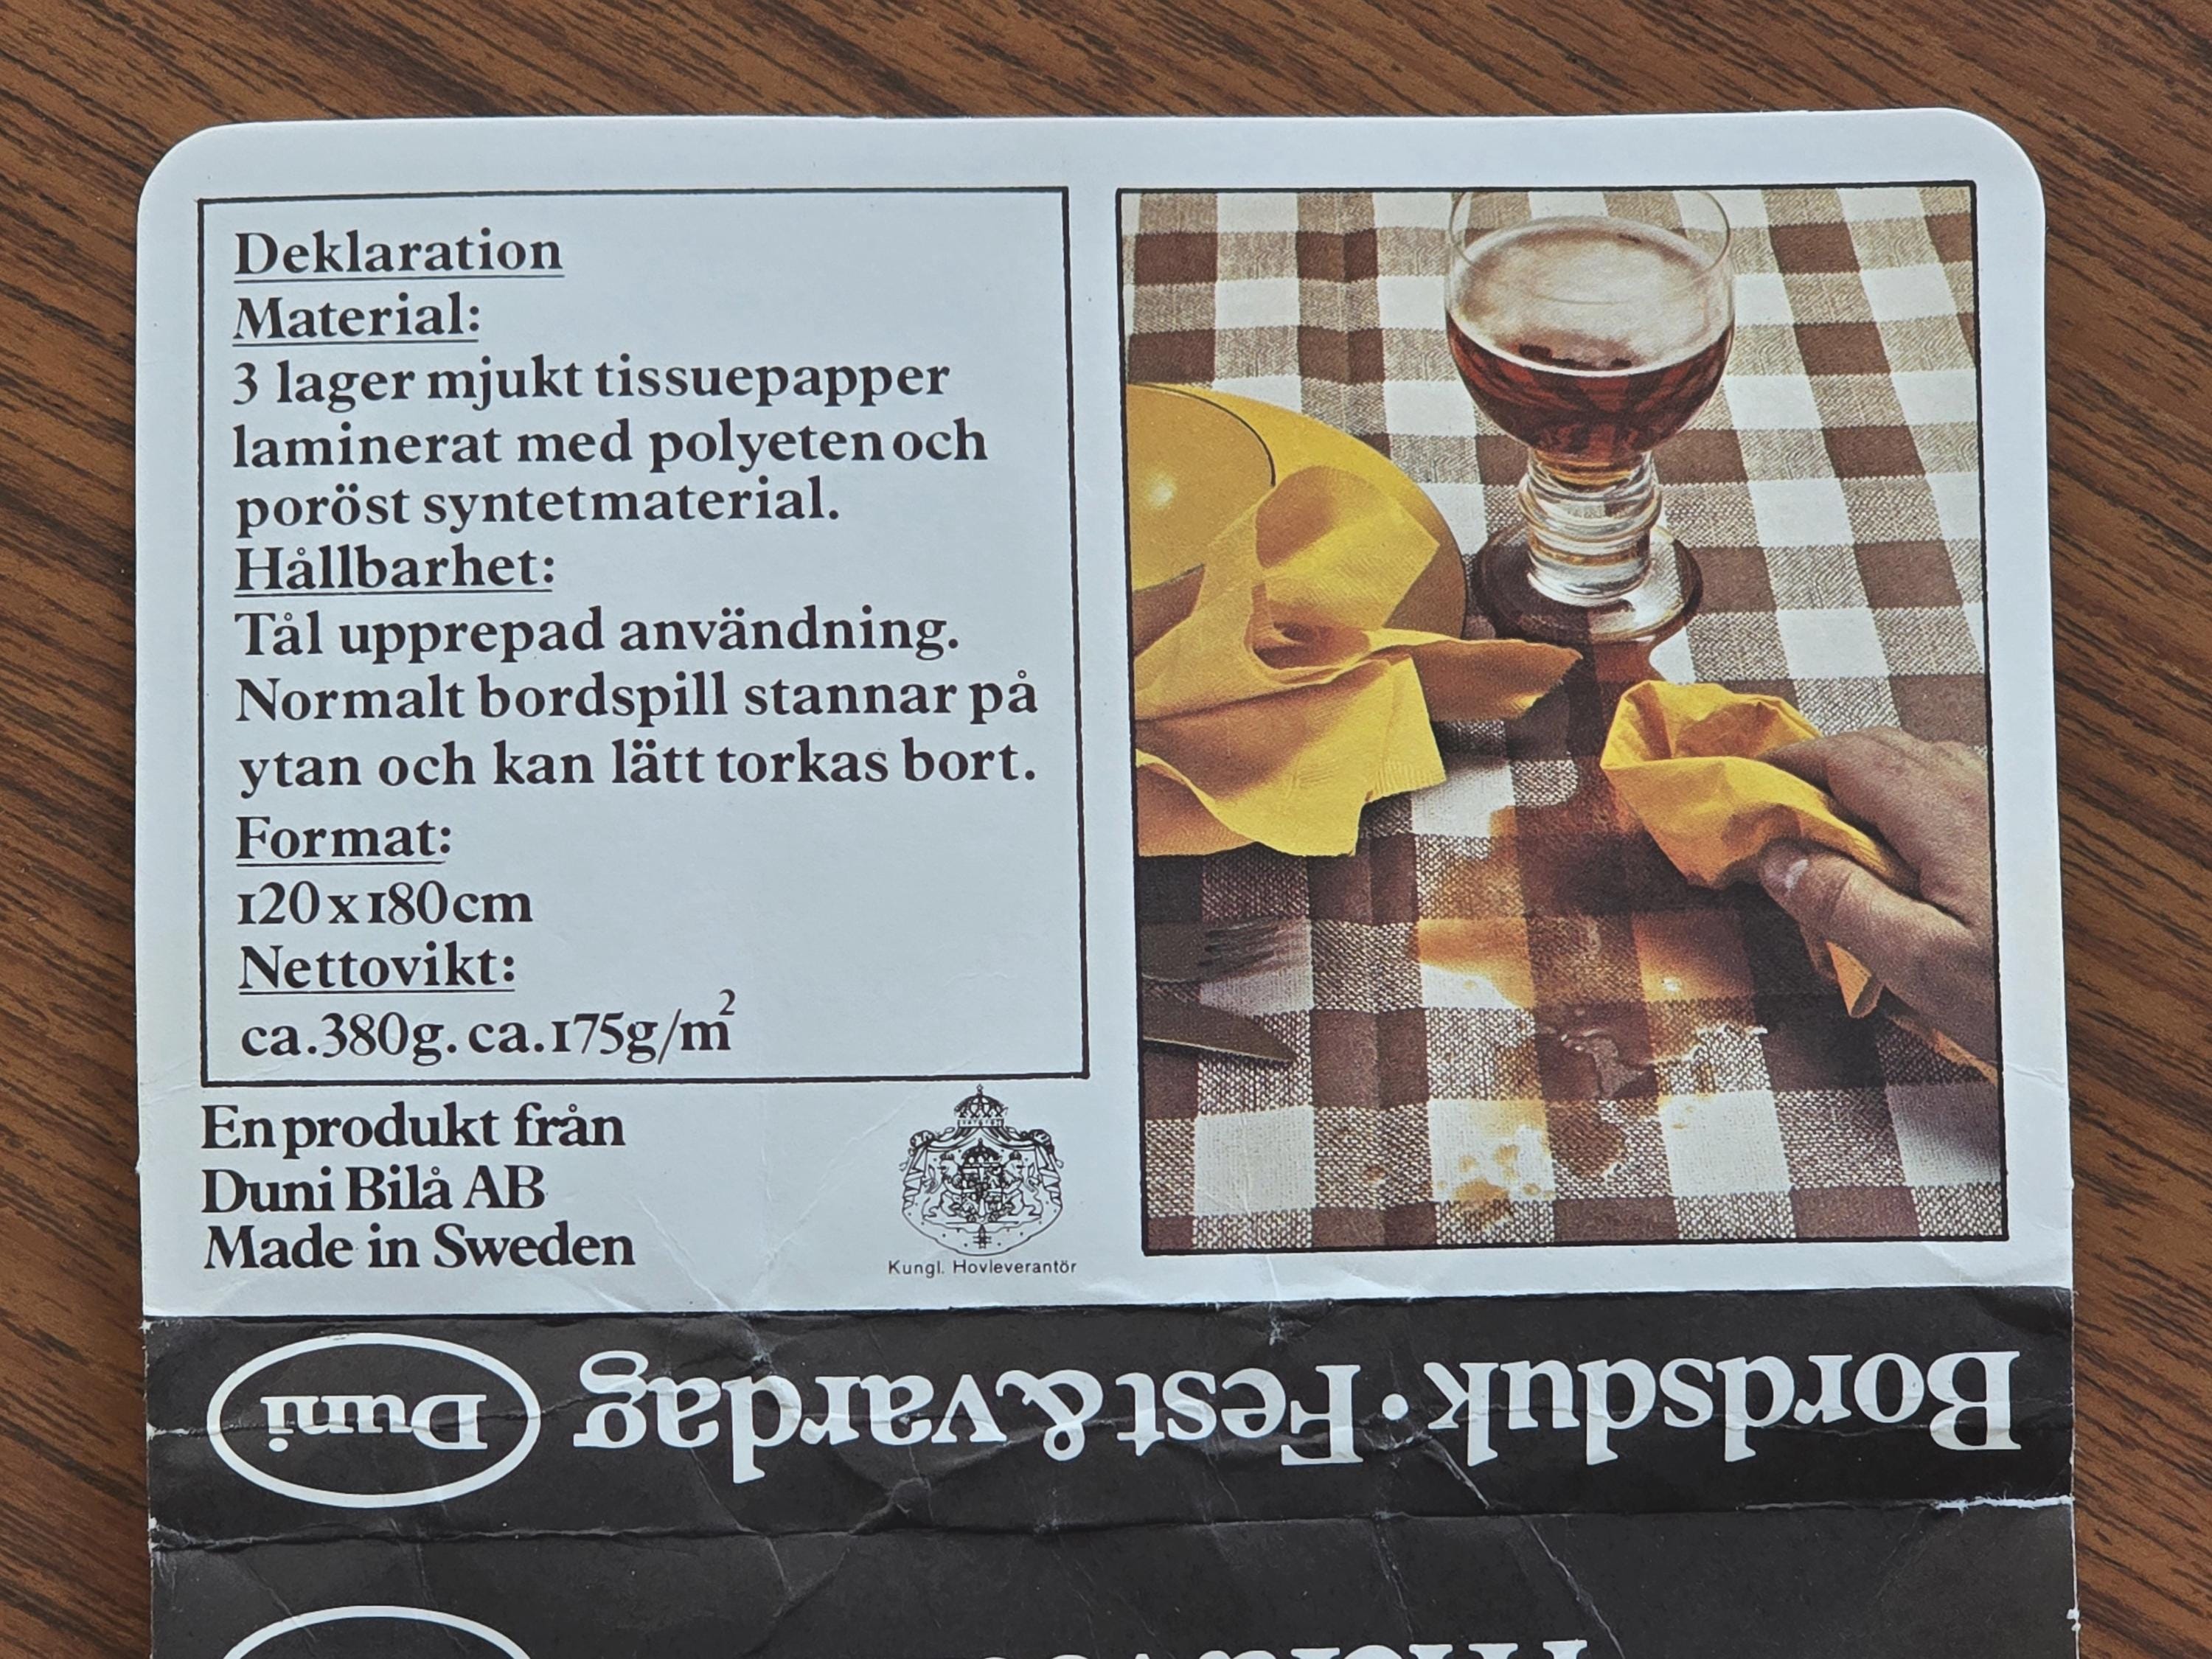 Deklaration
Material:
3 lager mjukt tissuepapper
laminerat med polyeten och
poröst syntetmaterial.
Hållbarhet:
Tål upprepad användning.
Normalt bordspill stannar på
ytan och kan lätt torkas bort.
Format:
120 x 180 cm
Nettovikt:
ca. 380g. ca. 175g/m²
En produkt från
Duni Bilå AB
Made in Sweden
Kungl. Hovleverantör
Bordsduk · Fest & vardag Duni